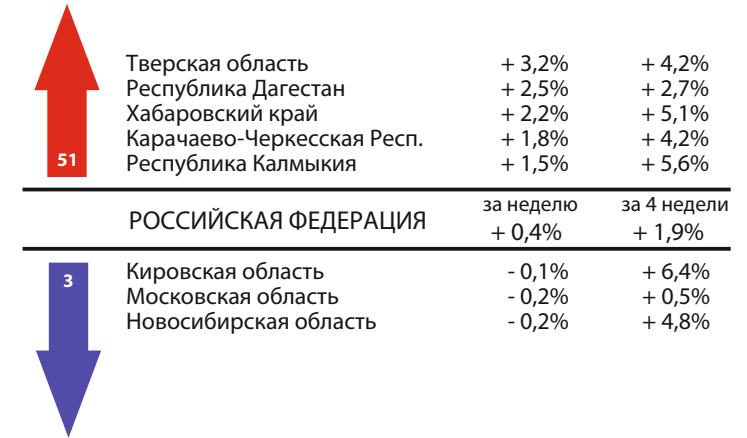 Тверская область + 3,2% + 4,2%
Республика Дагестан + 2,5% + 2,7%
Хабаровский край + 2,2% + 5,1%
Карачаево-Черкесская Респ. + 1,8% + 4,2%
51 Республика Калмыкия + 1,5% + 5,6%
за неделю за 4 недели
РОССИЙСКАЯ ФЕДЕРАЦИЯ + 0,4% + 1,9%
3 Кировская область - 0,1% + 6,4%
Московская область - 0,2% + 0,5%
Новосибирская область - 0,2% + 4,8%